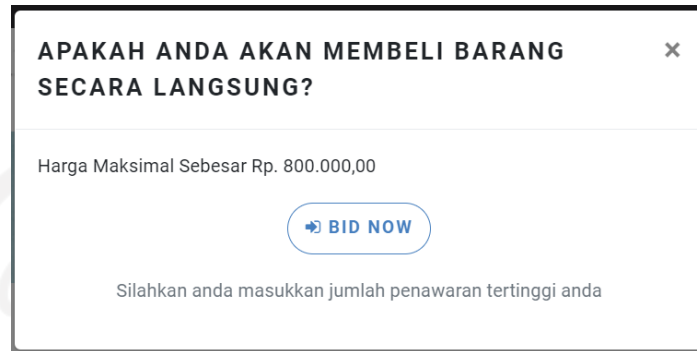 APAKAH ANDA AKAN MEMBELI BARANG
SECARA LANGSUNG?
×
Harga Maksimal Sebesar Rp. 800.000,00
BID NOW
Silahkan anda masukkan jumlah penawaran tertinggi anda